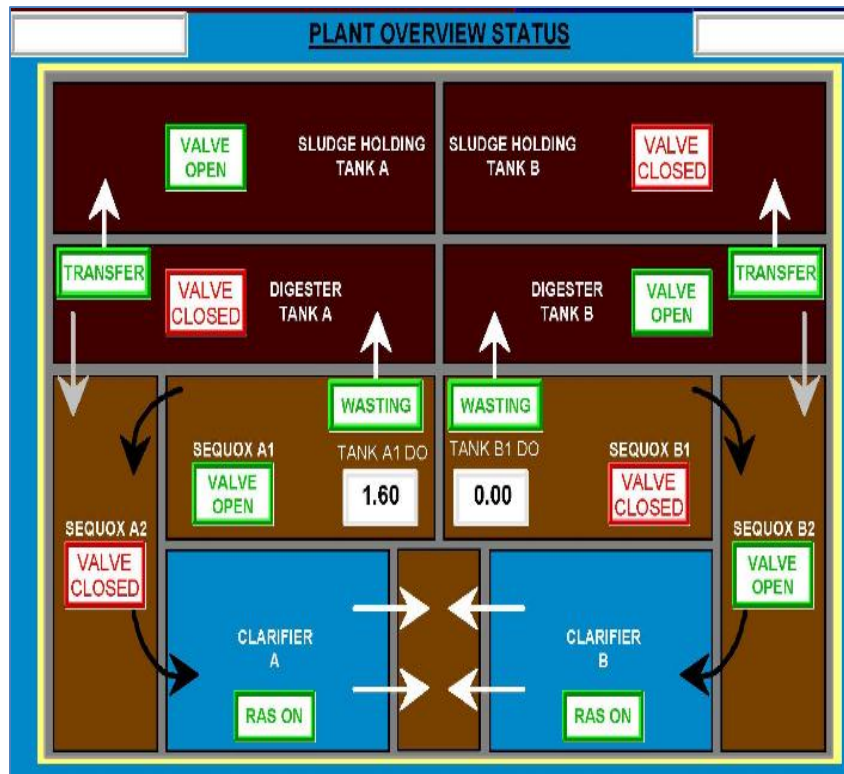 PLANT OVERVIEW STATUS
VALVE
OPEN
SLUDGE HOLDING
TANK A
SLUDGE HOLDING
TANK B
VALVE
CLOSED
TRANSFER
VALVE
CLOSED
DIGESTER
TANK A
DIGESTER
TANK B
VALVE
OPEN
TRANSFER
WASTING
WASTING
SEQUOX A1
VALVE
OPEN
TANK A1 DO
1.60
TANK B1 DO
0.00
SEQUOX B1
VALVE
CLOSED
SEQUOX A2
VALVE
CLOSED
SEQUOX B2
VALVE
OPEN
CLARIFIER
A
RAS ON
CLARIFIER
B
RAS ON